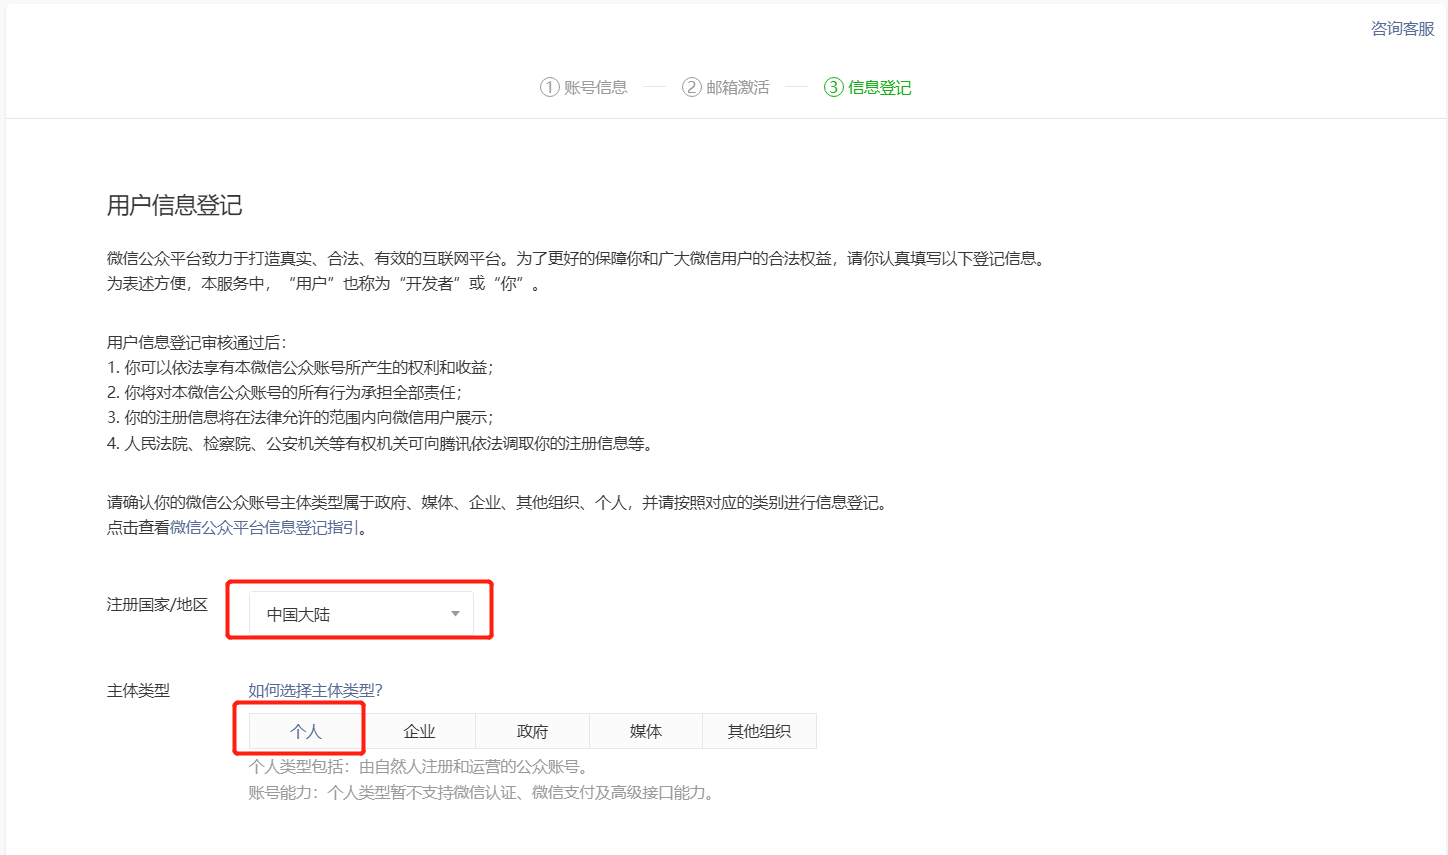 咨询客服
① 账号信息 ② 邮箱激活 ③ 信息登记
用户信息登记
微信公众平台致力于打造真实、合法、有效的互联网平台。为了更好的保障你和广大微信用户的合法权益，请你认真填写以下登记信息。
为表述方便，本服务中，“用户”也称为“开发者”或“你”。
用户信息登记审核通过后：
1. 你可以依法享有本微信公众账号所产生的权利和收益；
2. 你将对本微信公众账号的所有行为承担全部责任；
3. 你的注册信息将在法律允许的范围内向微信用户展示；
4. 人民法院、检察院、公安机关等有权机关可向腾讯依法调取你的注册信息等。
请确认你的微信公众账号主体类型属于政府、媒体、企业、其他组织、个人，并请按照对应的类别进行信息登记。
点击查看微信公众平台信息登记指引。
注册国家/地区 中国大陆
主体类型 如何选择主体类型？
个人 企业 政府 媒体 其他组织
个人类型包括：由自然人注册和运营的公众账号。
账号能力：个人类型暂不支持微信认证、微信支付及高级接口能力。